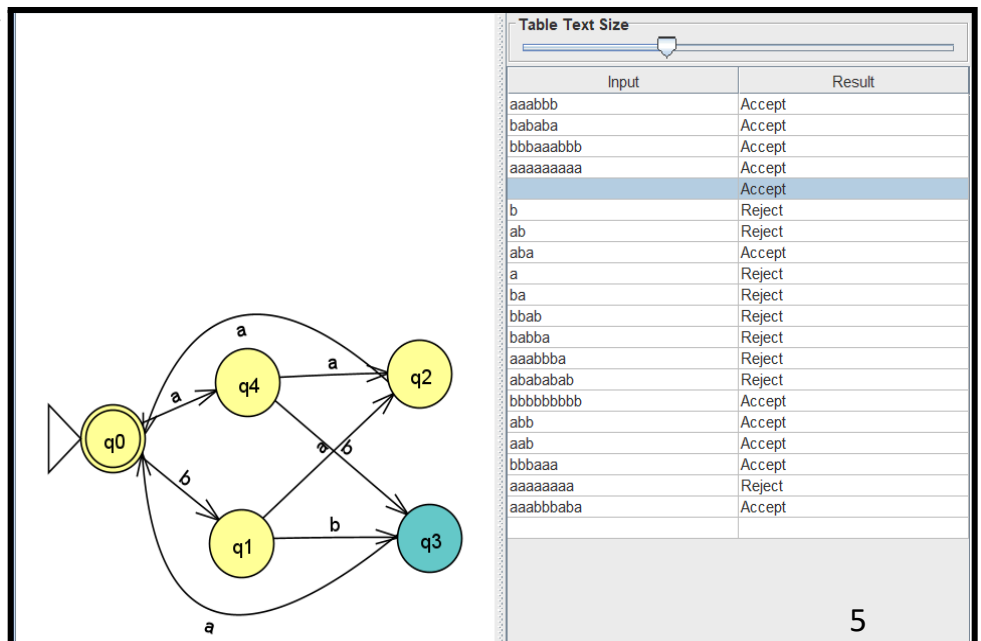 Table Text Size
Input Result
aaabbb Accept
bababa Accept
bbbaaabbb Accept
aaaaaaaaa Accept
Accept
b Reject
ab Reject
aba Accept
a Reject
ba Reject
bbab Reject
babba Reject
aaabbba Reject
abababab Reject
bbbbbbbbb Accept
abb Accept
aab Accept
bbbaaa Accept
aaaaaaaa Reject
aaabbbaba Accept
a
a
q4
q2
a
q0
a b
b
b
q1
q3
a
5